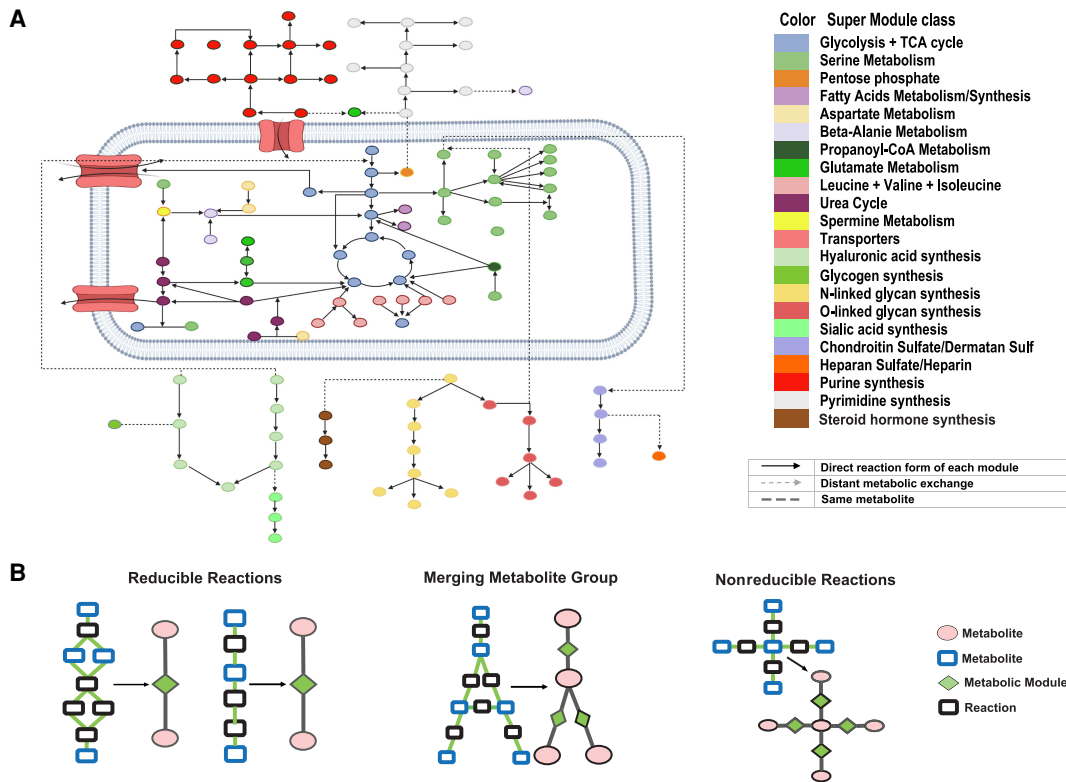 A
Color Super Module class
Glycolysis + TCA cycle
Serine Metabolism
Pentose phosphate
Fatty Acids Metabolism/Synthesis
Aspartate Metabolism
Beta-Alanie Metabolism
Propanoyl-CoA Metabolism
Glutamate Metabolism
Leucine + Valine + Isoleucine
Urea Cycle
Spermine Metabolism
Transporters
Hyaluronic acid synthesis
Glycogen synthesis
N-linked glycan synthesis
O-linked glycan synthesis
Sialic acid synthesis
Chondroitin Sulfate/Dermatan Sulf
Heparan Sulfate/Heparin
Purine synthesis
Pyrimidine synthesis
Steroid hormone synthesis
Direct reaction form of each module
Distant metabolic exchange
Same metabolite
B
Reducible Reactions
Merging Metabolite Group
Nonreducible Reactions
Metabolite
Metabolite
Metabolic Module
Reaction